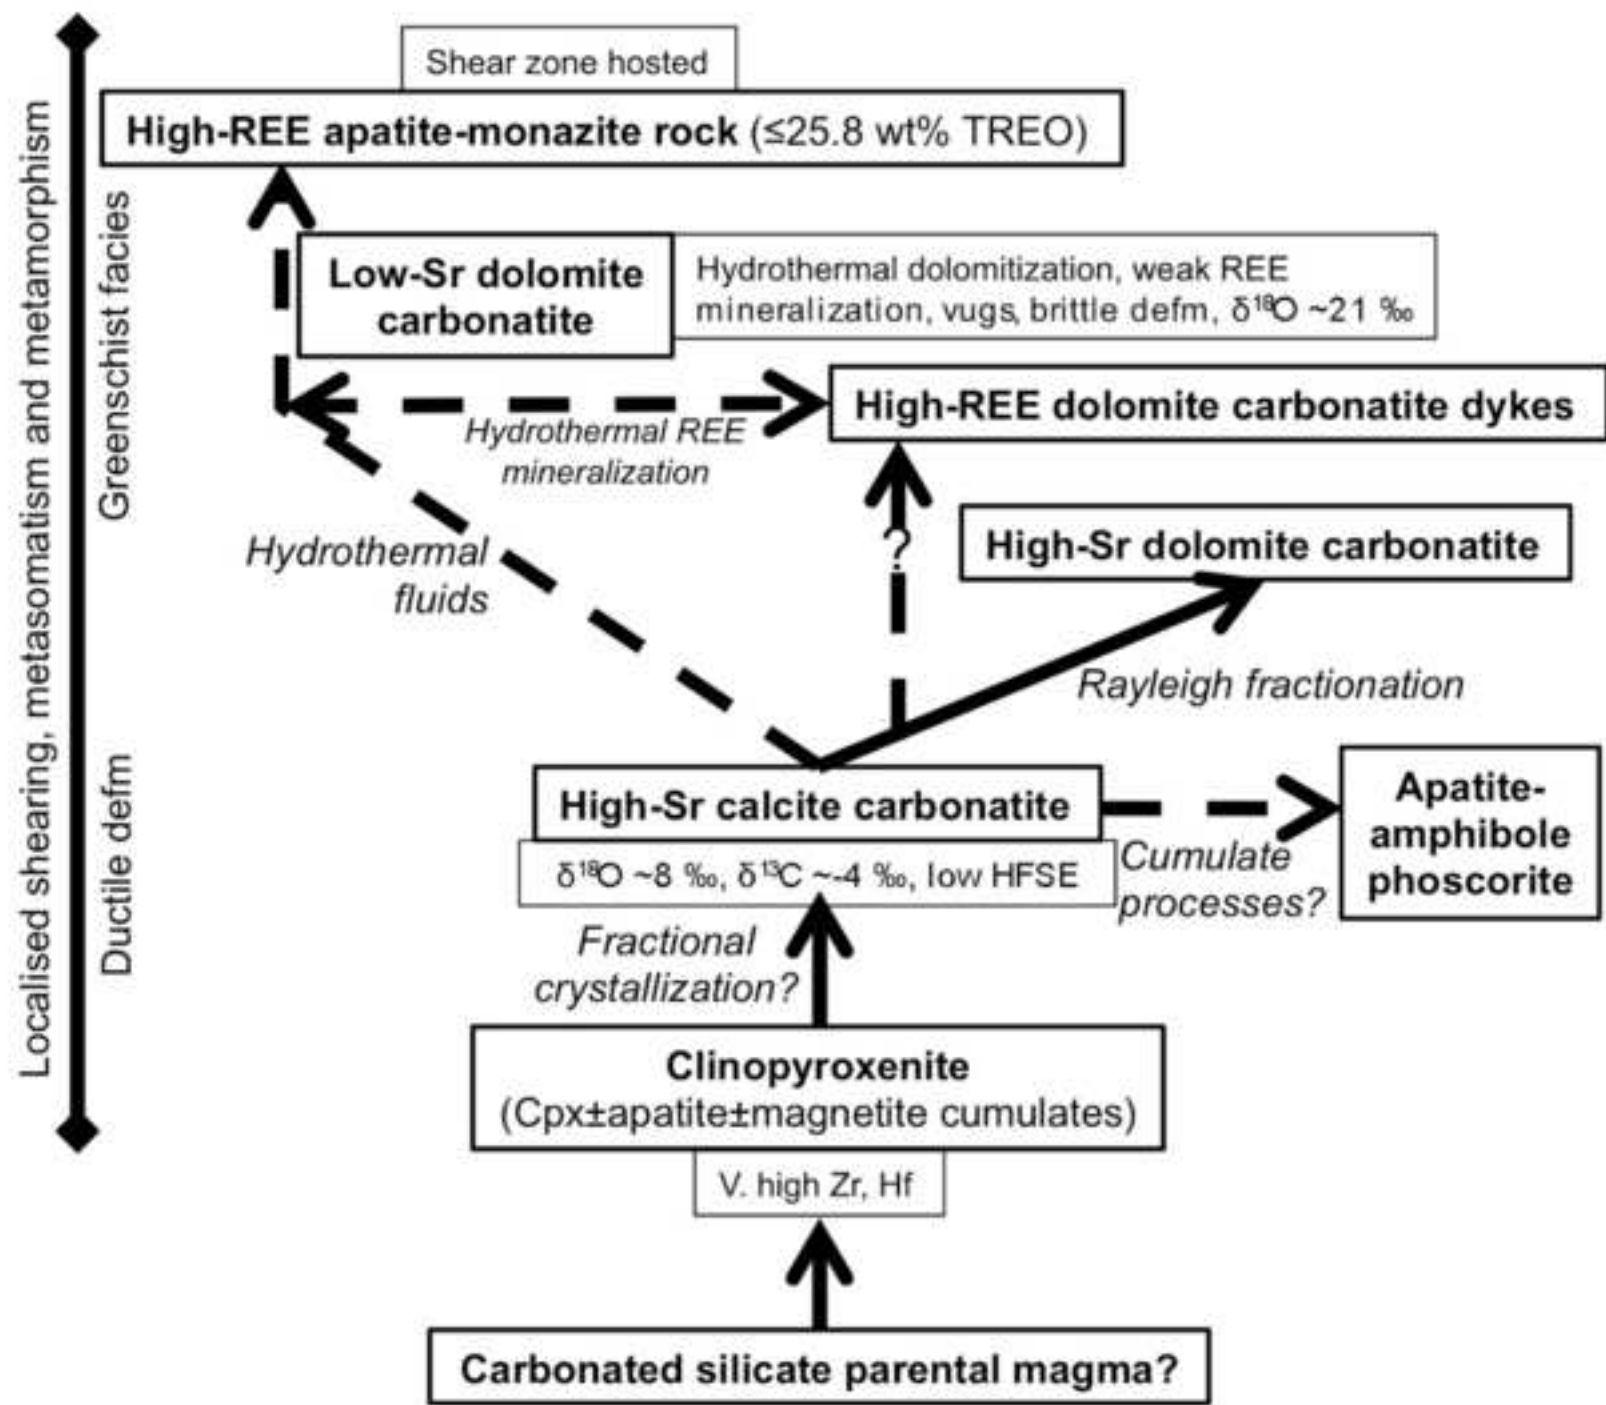 Localised shearing, metasomatism and metamorphism
Greenschist facies
Ductile defm
Shear zone hosted
High-REE apatite-monazite rock (≤25.8 wt% TREO)
Low-Sr dolomite
carbonatite
Hydrothermal dolomitization, weak REE
mineralization, vugs, brittle defm, δ¹⁸O ~21 ‰
High-REE dolomite carbonatite dykes
Hydrothermal REE
mineralization
Hydrothermal
fluids
?
High-Sr dolomite carbonatite
Rayleigh fractionation
High-Sr calcite carbonatite
δ¹⁸O ~8 ‰, δ¹³C ~-4 ‰, low HFSE
Cumulate
processes?
Apatite-
amphibole
phoscorite
Fractional
crystallization?
Clinopyroxenite
(Cpx±apatite±magnetite cumulates)
V. high Zr, Hf
Carbonated silicate parental magma?